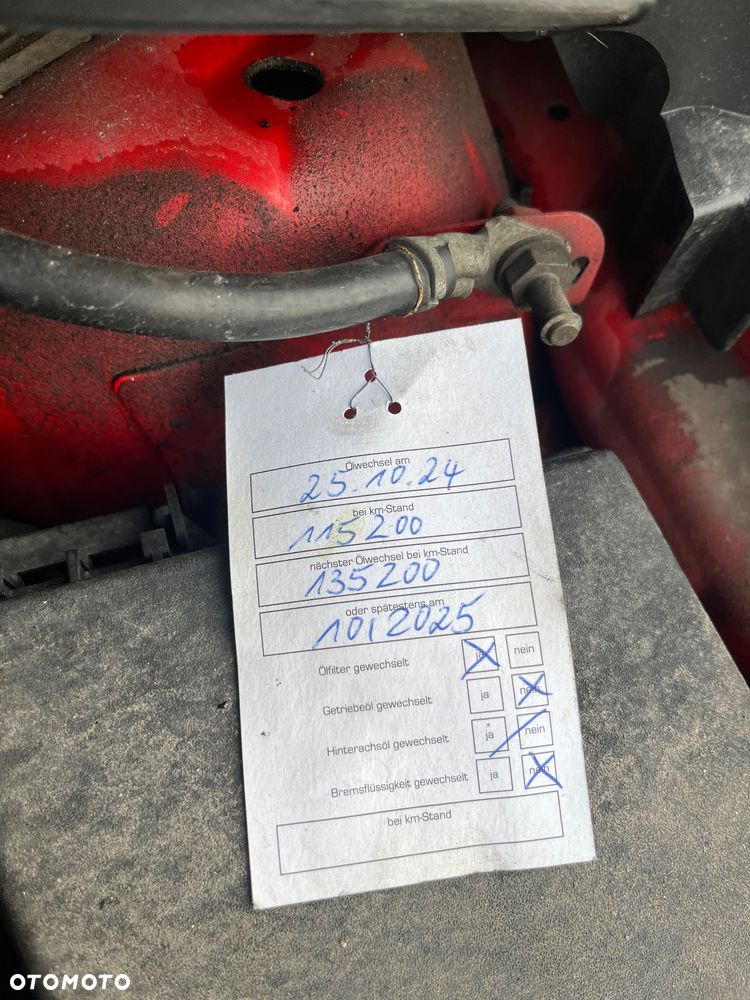 Ölwechsel am
25.10.24
bei km-Stand
115200
nächster Ölwechsel bei km-Stand
135200
oder spätestens am
10/2025
Ölfilter gewechselt ja nein
Getriebeöl gewechselt ja nein
Hinterachsöl gewechselt ja nein
Bremsflüssigkeit gewechselt ja nein
bei km-Stand
OTOMOTO